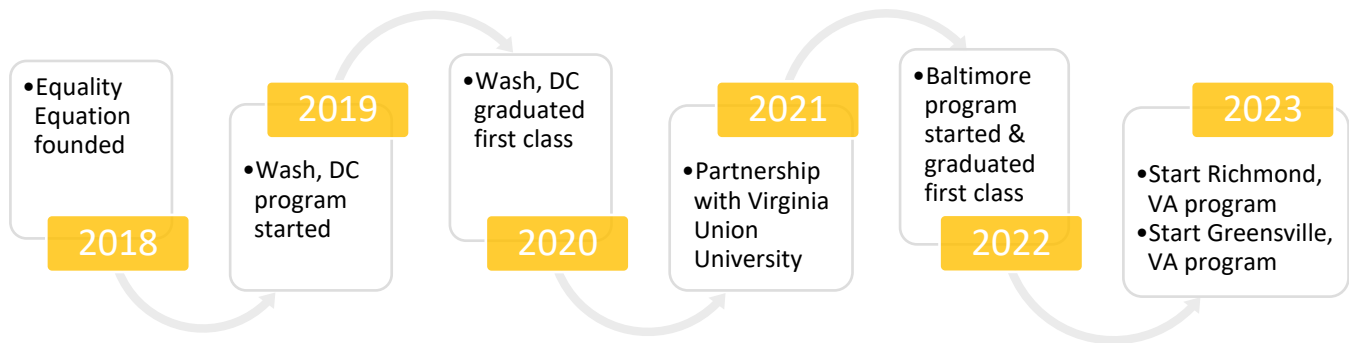 •Equality
Equation
founded
2018
2019
•Wash, DC
program
started
•Wash, DC
graduated
first class
2020
2021
•Partnership
with Virginia
Union
University
•Baltimore
program
started &
graduated
first class
2022
2023
•Start Richmond,
VA program
•Start Greensville,
VA program